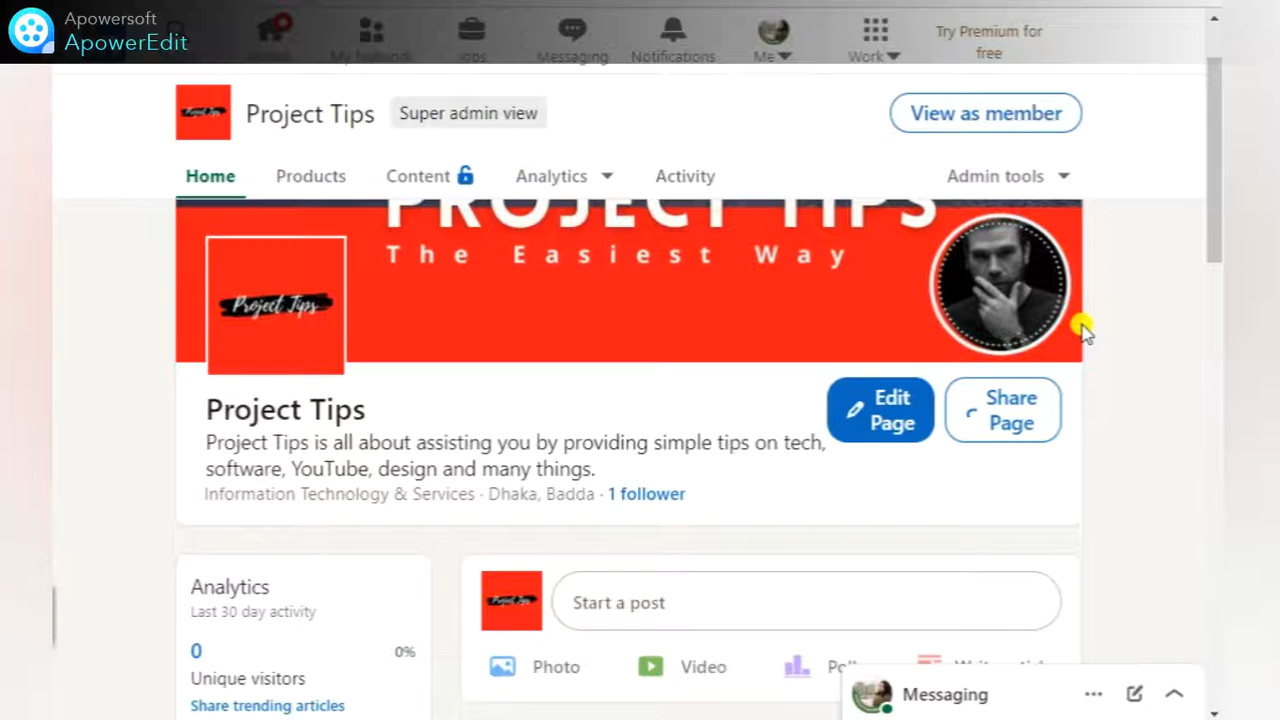 Apowersoft
ApowerEdit
My Network
Jobs
Messaging
Notifications
Me
Work
Try Premium for
free
Project Tips
Project Tips
Super admin view
View as member
Home
Products
Content
Analytics
Activity
Admin tools
PROJECT TIPS
The Easiest Way
Project Tips
Project Tips
Edit
Page
Share
Page
Project Tips is all about assisting you by providing simple tips on tech,
software, YouTube, design and many things.
Information Technology & Services · Dhaka, Badda · 1 follower
Analytics
Last 30 day activity
0
0%
Unique visitors
Share trending articles
Project Tips
Start a post
Photo
Video
Messaging